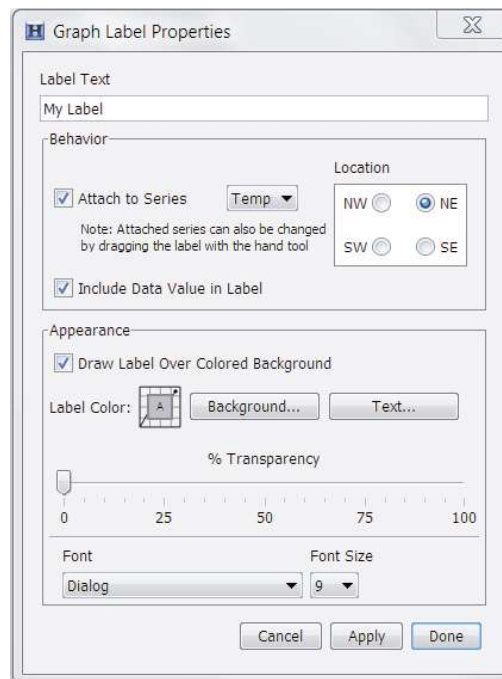 H Graph Label Properties
Label Text
My Label
Behavior
Location
Attach to Series Temp NW NE
Note: Attached series can also be changed
by dragging the label with the hand tool
SW SE
Include Data Value in Label
Appearance
Draw Label Over Colored Background
Label Color: A Background... Text...
% Transparency
0 25 50 75 100
Font Font Size
Dialog 9
Cancel Apply Done